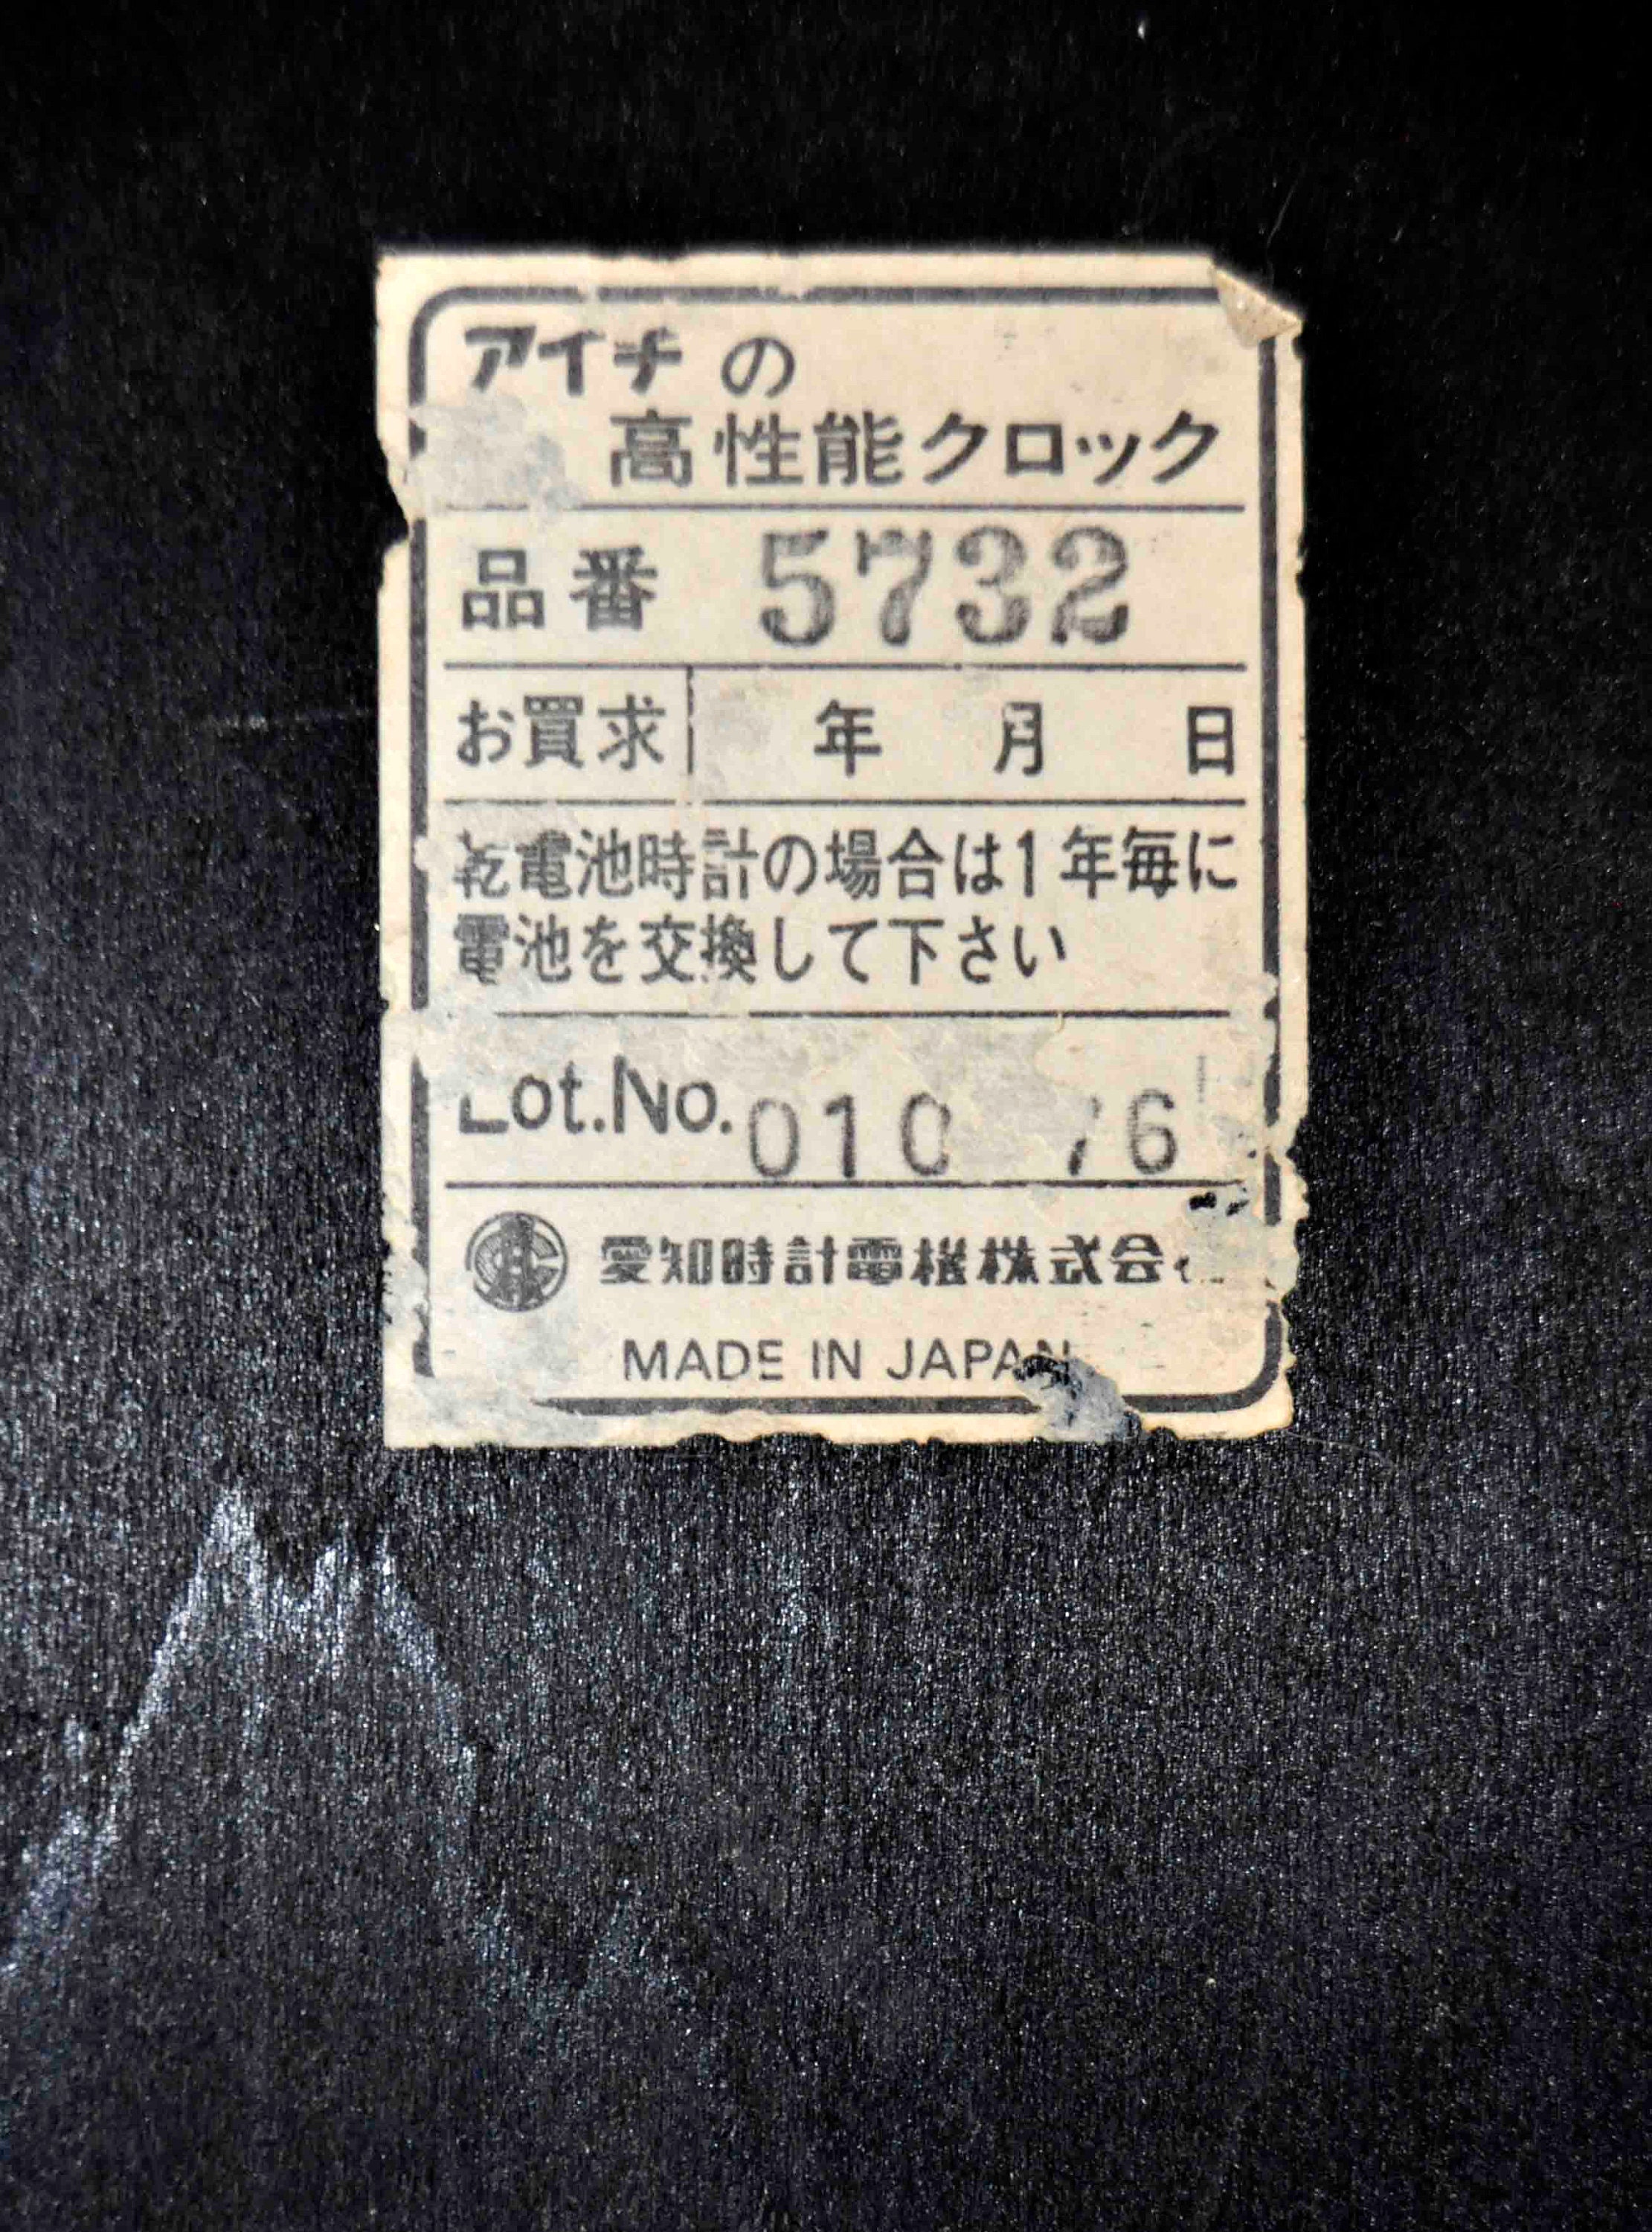 アイチの
高性能クロック
品番 5732
お買求 年 月 日
乾電池時計の場合は1年毎に
電池を交換して下さい
Lot.No. 010 6
愛知時計電機株式会
MADE IN JAPAN